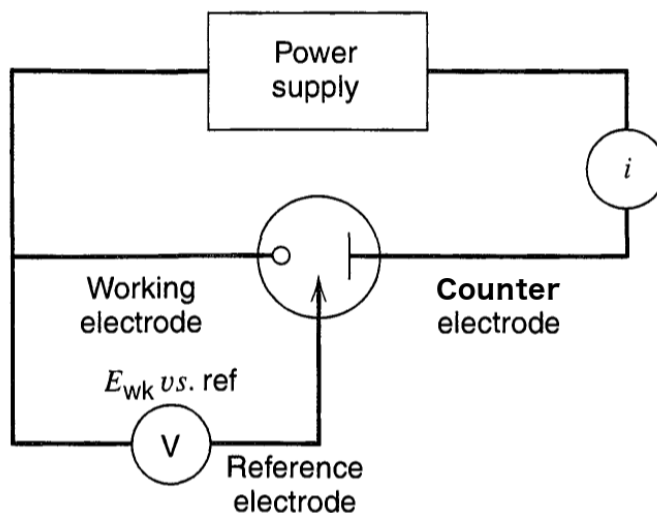 Power
supply
i
Working
electrode
Counter
electrode
E_wk vs. ref
V
Reference
electrode